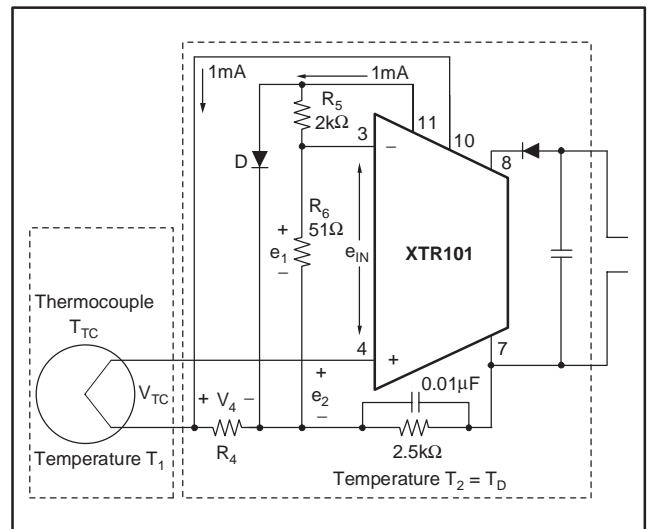 1mA
1mA
R5
2kΩ
11
10
3
−
8
D
R6
51Ω
+
e1
−
eIN
XTR101
Thermocouple
TTC
4
+
7
VTC
+
e2
−
0.01μF
+ V4 −
R4
2.5kΩ
Temperature T1
Temperature T2 = TD